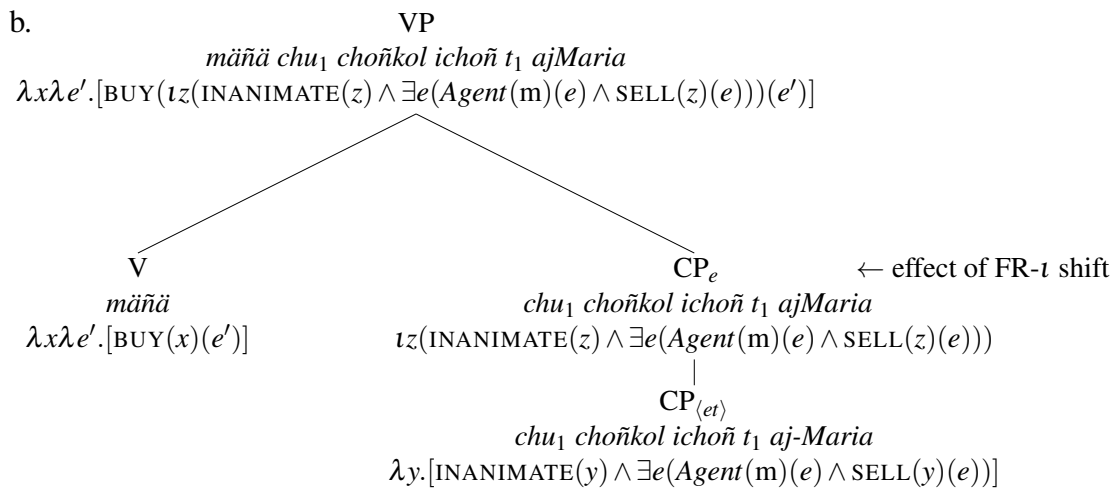 b.
VP
mäñä chu₁ choñkol ichoñ t₁ ajMaria
λxλe′.[BUY(ɩz(INANIMATE(z) ∧ ∃e(Agent(m)(e) ∧ SELL(z)(e)))(e′)]
V CPₑ ← effect of FR-ɩ shift
mäñä chu₁ choñkol ichoñ t₁ ajMaria
λxλe′.[BUY(x)(e′)] ɩz(INANIMATE(z) ∧ ∃e(Agent(m)(e) ∧ SELL(z)(e)))
CP⟨et⟩
chu₁ choñkol ichoñ t₁ aj-Maria
λy.[INANIMATE(y) ∧ ∃e(Agent(m)(e) ∧ SELL(y)(e))]